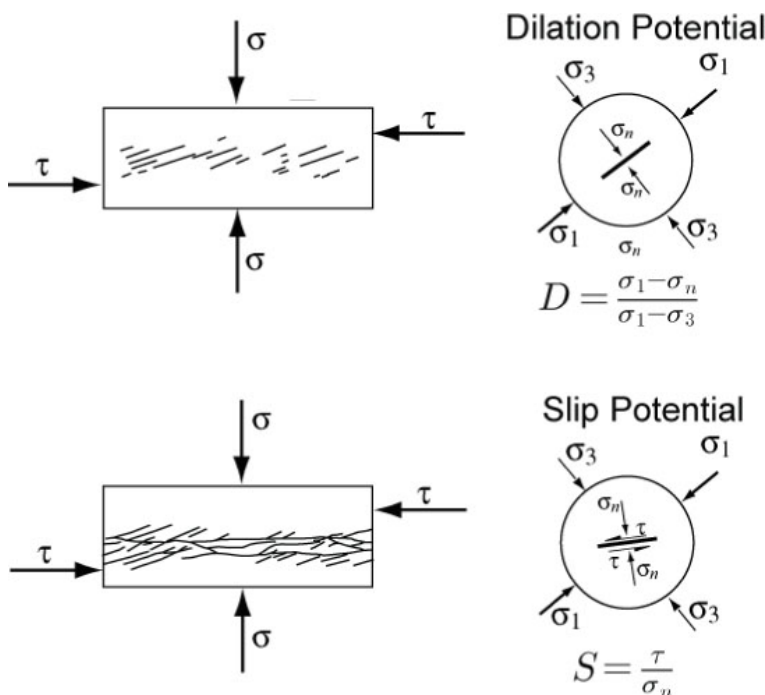 σ
τ
τ
σ
Dilation Potential
σ₃
σ₁
σₙ
σₙ
σ₁
σ₃
σₙ
D = (σ₁−σₙ)/(σ₁−σ₃)
σ
τ
τ
σ
Slip Potential
σ₃
σ₁
σₙ
τ
τ
σₙ
σ₁
σ₃
S = τ/σₙ